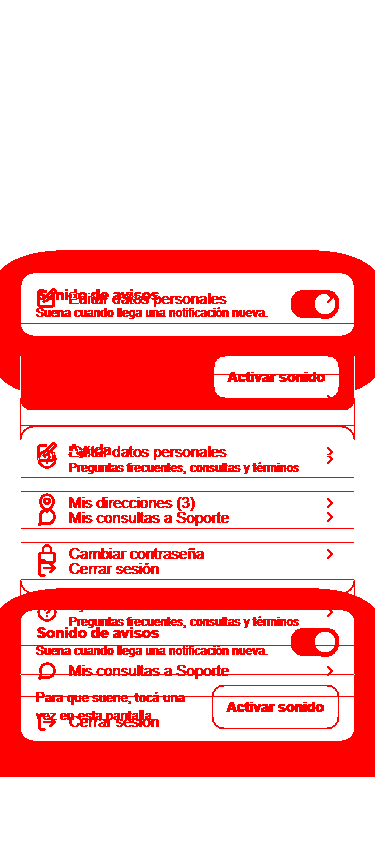 Sonido de avisos
Editar datos personales
Suena cuando llega una notificación nueva.
Activar sonido
Ayuda
Editar datos personales
Preguntas frecuentes, consultas y términos
Mis direcciones (3)
Mis consultas a Soporte
Cambiar contraseña
Cerrar sesión
Preguntas frecuentes, consultas y términos
Sonido de avisos
Suena cuando llega una notificación nueva.
Mis consultas a Soporte
Para que suene, tocá una
vez en esta pantalla
Activar sonido
Cerrar sesión